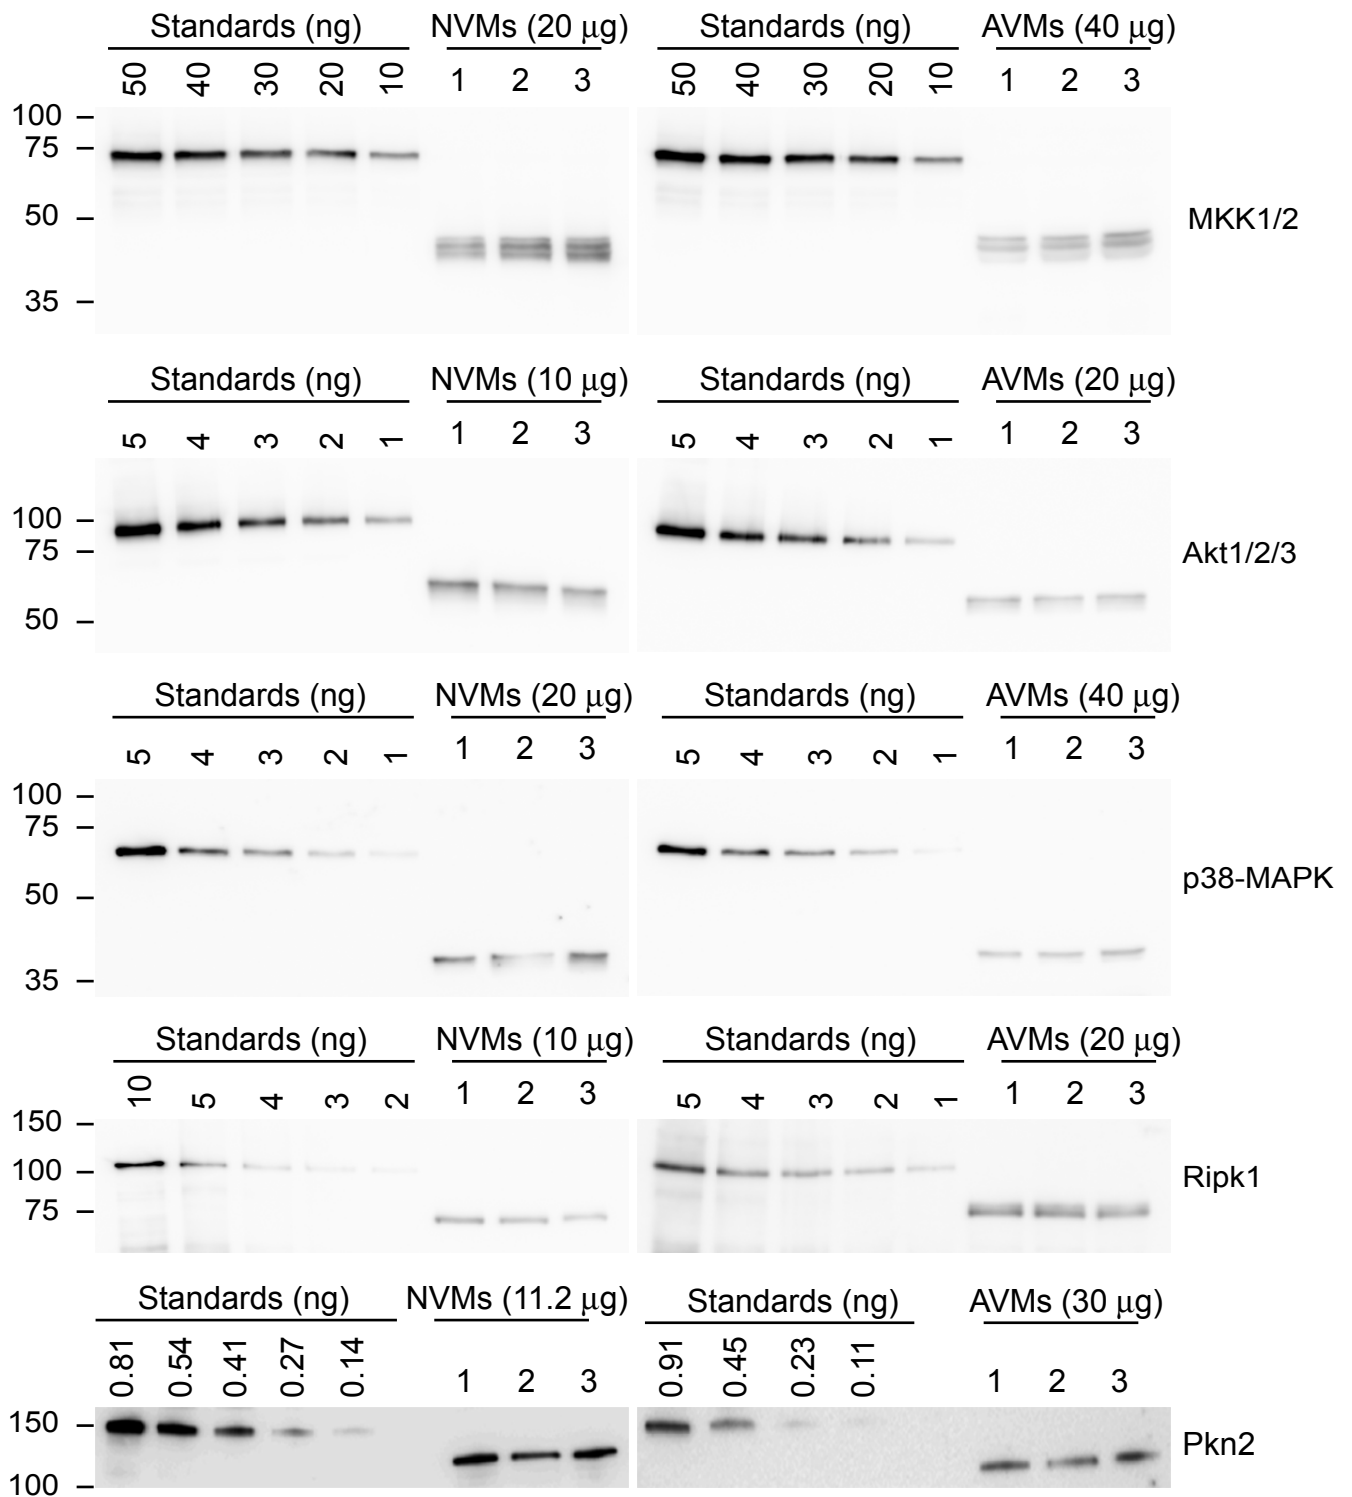 Standards (ng) NVMs (20 μg) Standards (ng) AVMs (40 μg)
50 40 30 20 10 1 2 3 50 40 30 20 10 1 2 3
100
75
50
35
MKK1/2
Standards (ng) NVMs (10 μg) Standards (ng) AVMs (20 μg)
5 4 3 2 1 1 2 3 5 4 3 2 1 1 2 3
100
75
50
Akt1/2/3
Standards (ng) NVMs (20 μg) Standards (ng) AVMs (40 μg)
5 4 3 2 1 1 2 3 5 4 3 2 1 1 2 3
100
75
50
35
p38-MAPK
Standards (ng) NVMs (10 μg) Standards (ng) AVMs (20 μg)
10 5 4 3 2 1 2 3 5 4 3 2 1 1 2 3
150
100
75
Ripk1
Standards (ng) NVMs (11.2 μg) Standards (ng) AVMs (30 μg)
0.81 0.54 0.41 0.27 0.14 1 2 3 0.91 0.45 0.23 0.11 1 2 3
150
100
Pkn2